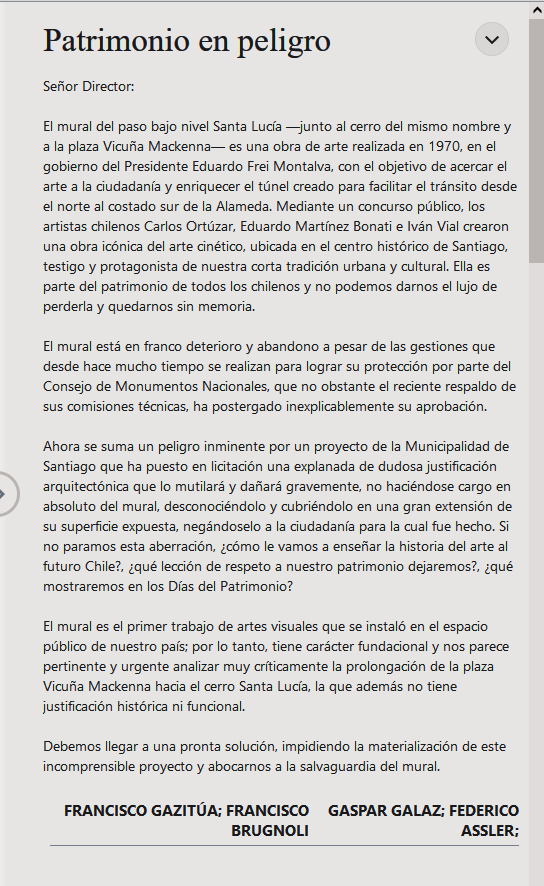 Patrimonio en peligro
Señor Director:
El mural del paso bajo nivel Santa Lucía —junto al cerro del mismo nombre y
a la plaza Vicuña Mackenna— es una obra de arte realizada en 1970, en el
gobierno del Presidente Eduardo Frei Montalva, con el objetivo de acercar el
arte a la ciudadanía y enriquecer el túnel creado para facilitar el tránsito desde
el norte al costado sur de la Alameda. Mediante un concurso público, los
artistas chilenos Carlos Ortúzar, Eduardo Martínez Bonati e Iván Vial crearon
una obra icónica del arte cinético, ubicada en el centro histórico de Santiago,
testigo y protagonista de nuestra corta tradición urbana y cultural. Ella es
parte del patrimonio de todos los chilenos y no podemos darnos el lujo de
perderla y quedarnos sin memoria.
El mural está en franco deterioro y abandono a pesar de las gestiones que
desde hace mucho tiempo se realizan para lograr su protección por parte del
Consejo de Monumentos Nacionales, que no obstante el reciente respaldo de
sus comisiones técnicas, ha postergado inexplicablemente su aprobación.
Ahora se suma un peligro inminente por un proyecto de la Municipalidad de
Santiago que ha puesto en licitación una explanada de dudosa justificación
arquitectónica que lo mutilará y dañará gravemente, no haciéndose cargo en
absoluto del mural, desconociéndolo y cubriéndolo en una gran extensión de
su superficie expuesta, negándoselo a la ciudadanía para la cual fue hecho. Si
no paramos esta aberración, ¿cómo le vamos a enseñar la historia del arte al
futuro Chile?, ¿qué lección de respeto a nuestro patrimonio dejaremos?, ¿qué
mostraremos en los Días del Patrimonio?
El mural es el primer trabajo de artes visuales que se instaló en el espacio
público de nuestro país; por lo tanto, tiene carácter fundacional y nos parece
pertinente y urgente analizar muy críticamente la prolongación de la plaza
Vicuña Mackenna hacia el cerro Santa Lucía, la que además no tiene
justificación histórica ni funcional.
Debemos llegar a una pronta solución, impidiendo la materialización de este
incomprensible proyecto y abocarnos a la salvaguardia del mural.
FRANCISCO GAZITÚA; FRANCISCO
BRUGNOLI
GASPAR GALAZ; FEDERICO
ASSLER;